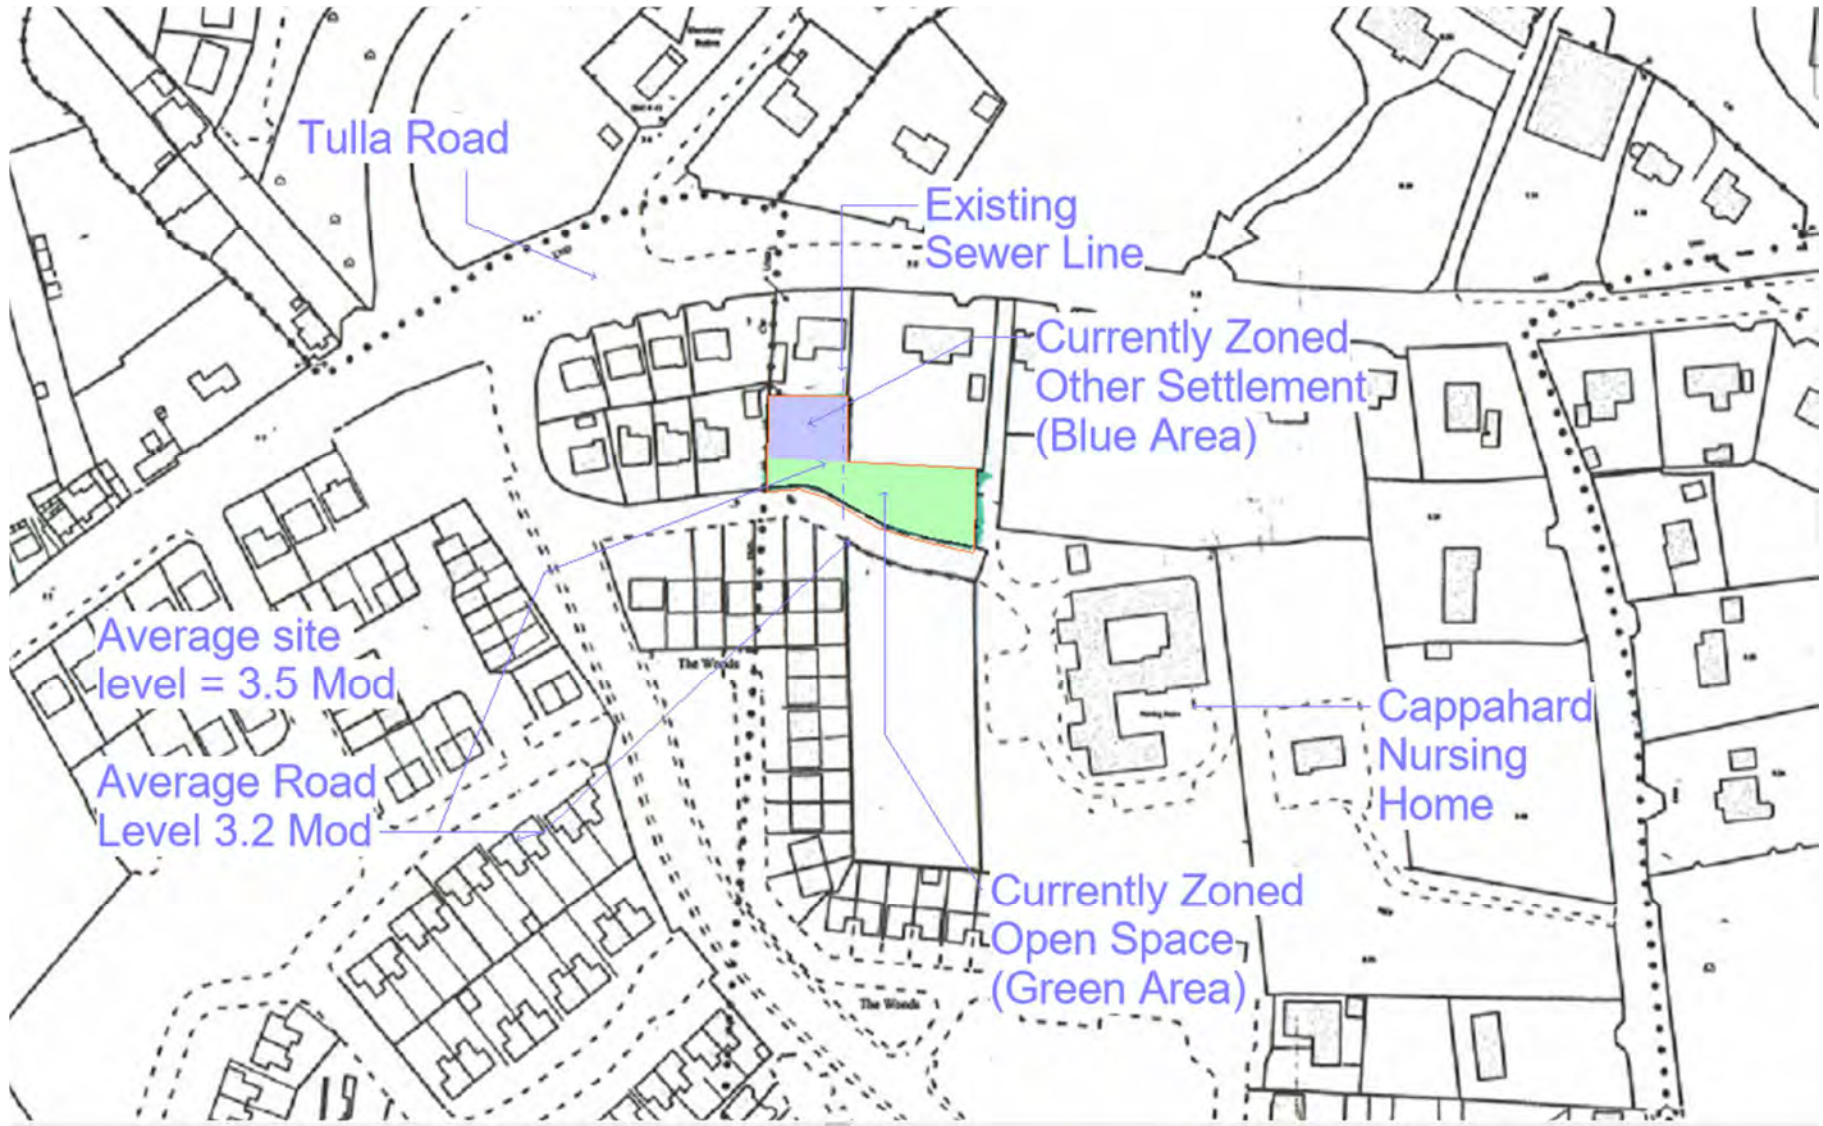 Tulla Road
Existing
Sewer Line
Currently Zoned
Other Settlement
(Blue Area)
Average site
level = 3.5 Mod
The Woods
Cappahard
Nursing
Home
Average Road
Level 3.2 Mod
Currently Zoned
Open Space
(Green Area)
The Woods